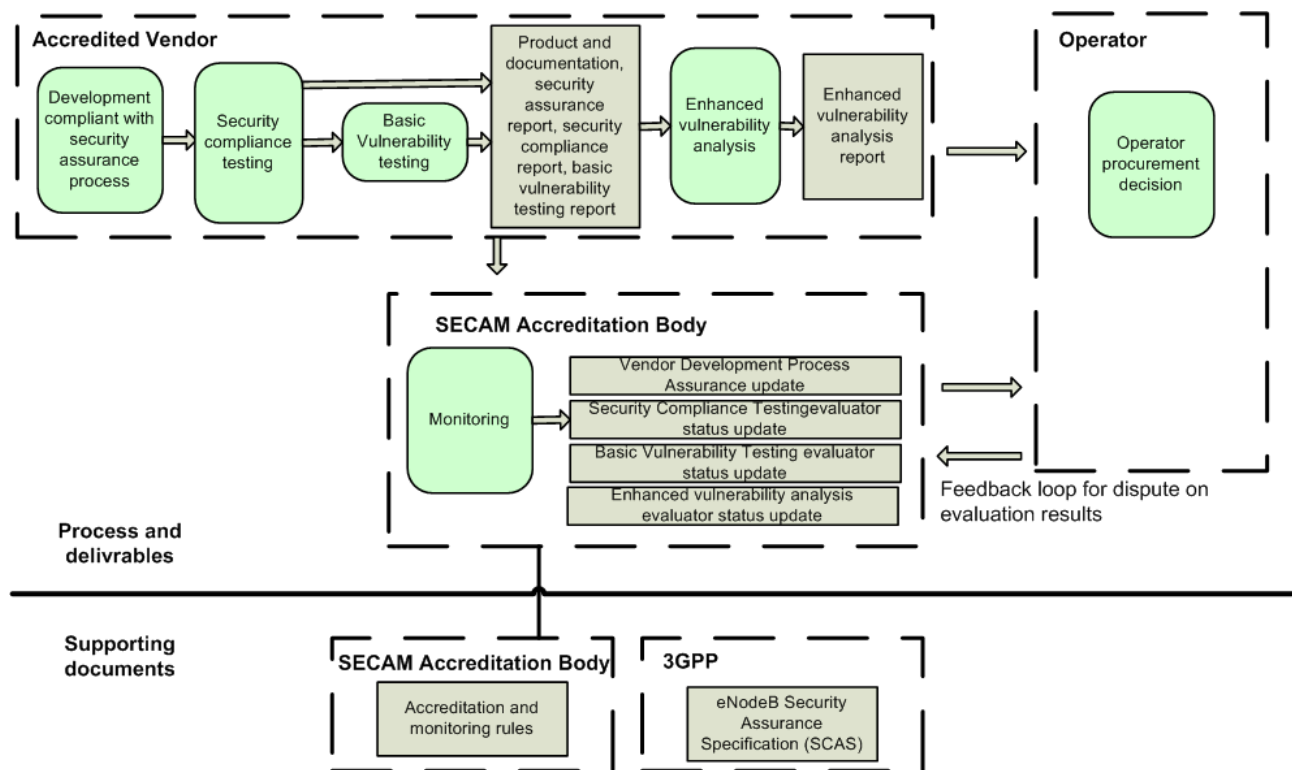 Accredited Vendor
Development
compliant with
security
assurance
process
Security
compliance
testing
Basic
Vulnerability
testing
Product and
documentation,
security
assurance
report, security
compliance
report, basic
vulnerability
testing report
Enhanced
vulnerability
analysis
Enhanced
vulnerability
analysis
report
Operator
Operator
procurement
decision
SECAM Accreditation Body
Monitoring
Vendor Development Process
Assurance update
Security Compliance Testingevaluator
status update
Basic Vulnerability Testing evaluator
status update
Enhanced vulnerability analysis
evaluator status update
Feedback loop for dispute on
evaluation results
Process and
delivrables
Supporting
documents
SECAM Accreditation Body
Accreditation and
monitoring rules
3GPP
eNodeB Security
Assurance
Specification (SCAS)